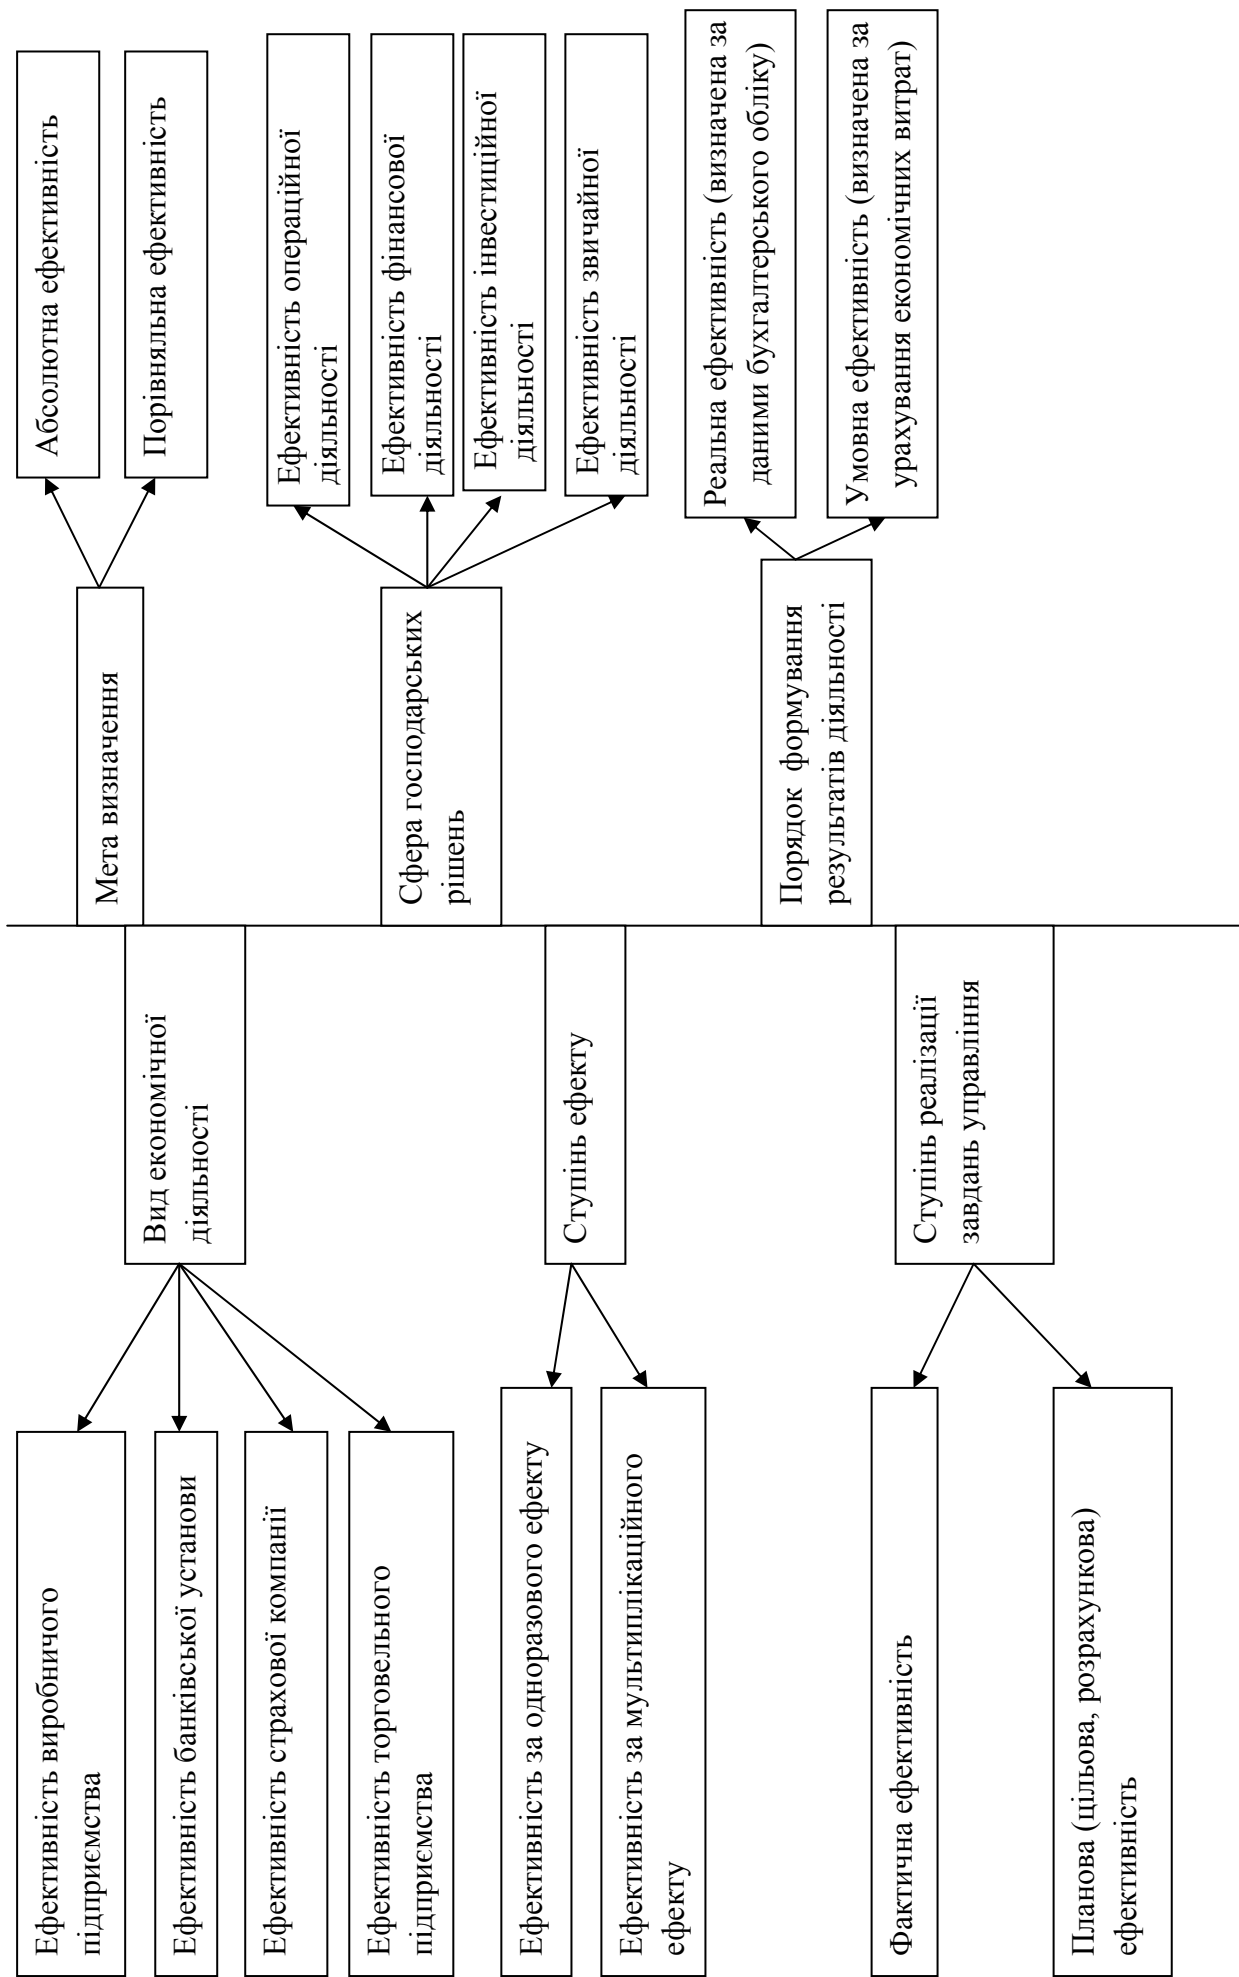 Ефективність виробничого
підприємства
Ефективність банківської установи
Ефективність страхової компанії
Ефективність торговельного
підприємства
Вид економічної
діяльності
Мета визначення
Абсолютна ефективність
Порівняльна ефективність
Сфера господарських
рішень
Ефективність операційної
діяльності
Ефективність фінансової
діяльності
Ефективність інвестиційної
діяльності
Ефективність звичайної
діяльності
Ефективність за одноразового ефекту
Ефективність за мультиплікаційного
ефекту
Ступінь ефекту
Порядок формування
результатів діяльності
Реальна ефективність (визначена за
даними бухгалтерського обліку)
Умовна ефективність (визначена за
урахування економічних витрат)
Фактична ефективність
Планова (цільова, розрахункова)
ефективність
Ступінь реалізації
завдань управління